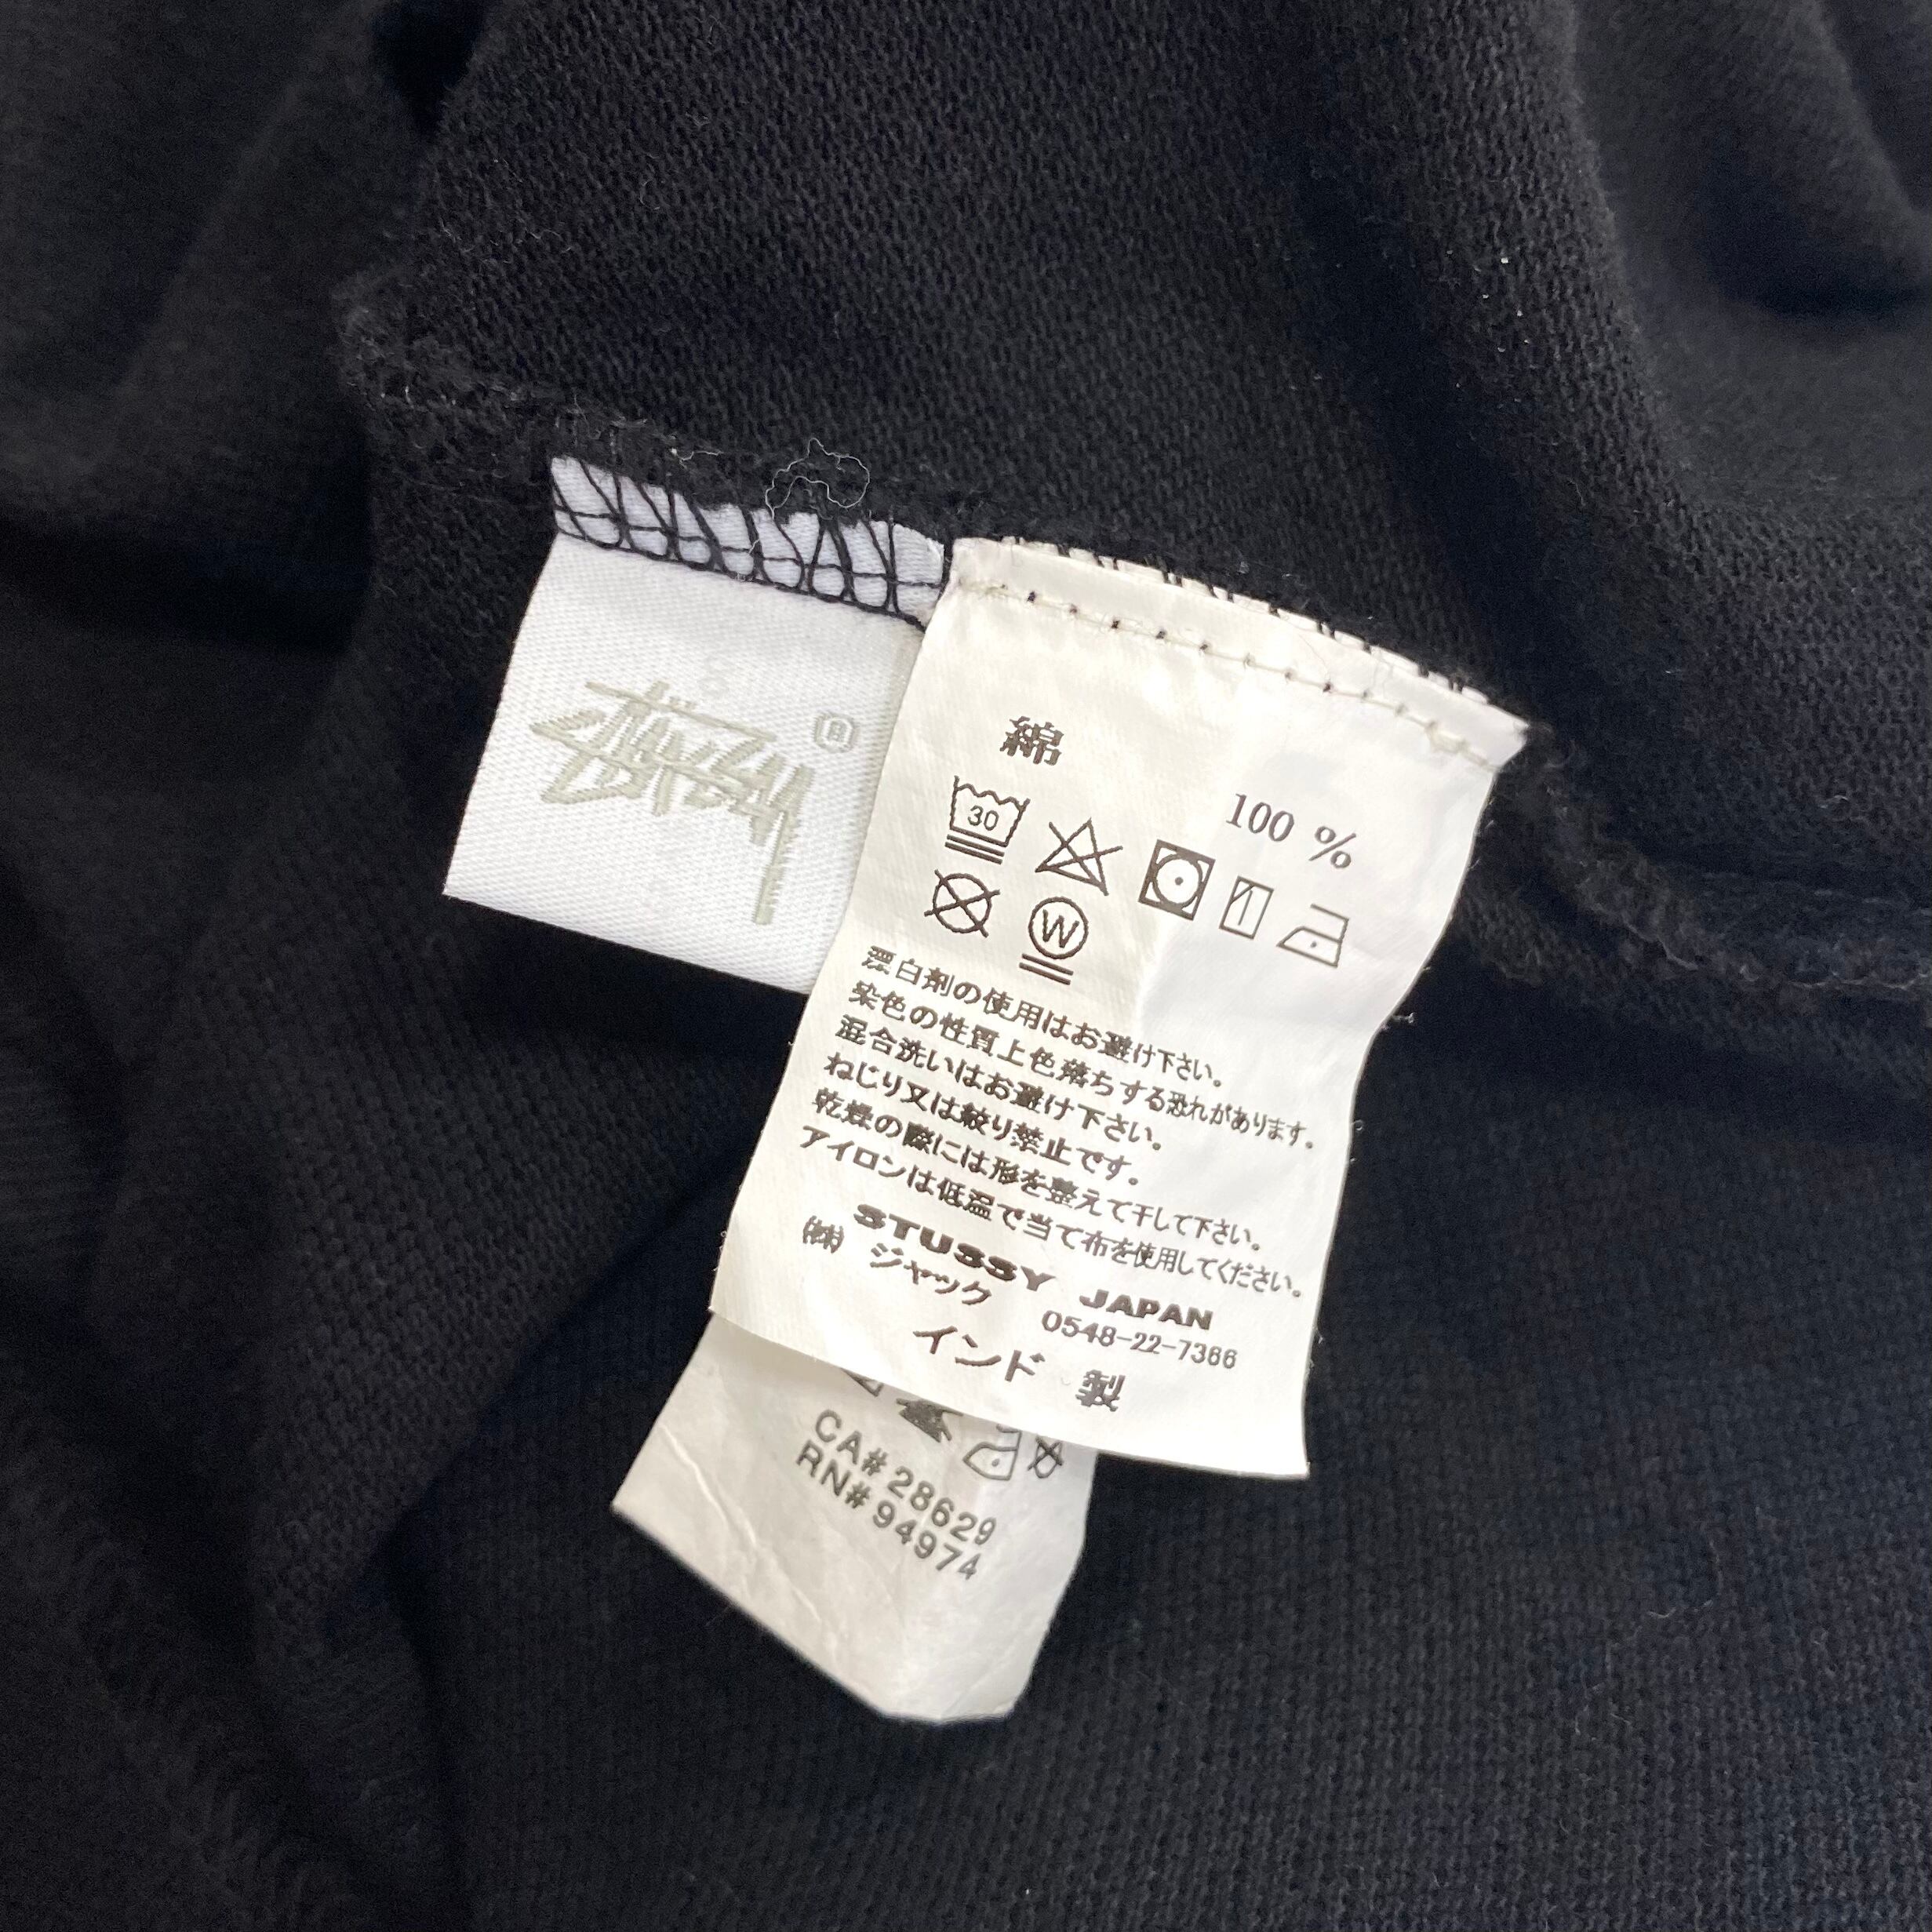 STUSSY ®
綿
100 %
30
W
漂白剤の使用はお避け下さい。
染色の性質上色落ちする恐れがあります。
混合洗いはお避け下さい。
ねじり又は絞り禁止です。
乾燥の際には形を整えて干して下さい。
アイロンは低温で当て布を使用してください。
STUSSY JAPAN
㈱ ジャック 0548-22-7366
インド 製
CA# 28629
RN# 94974